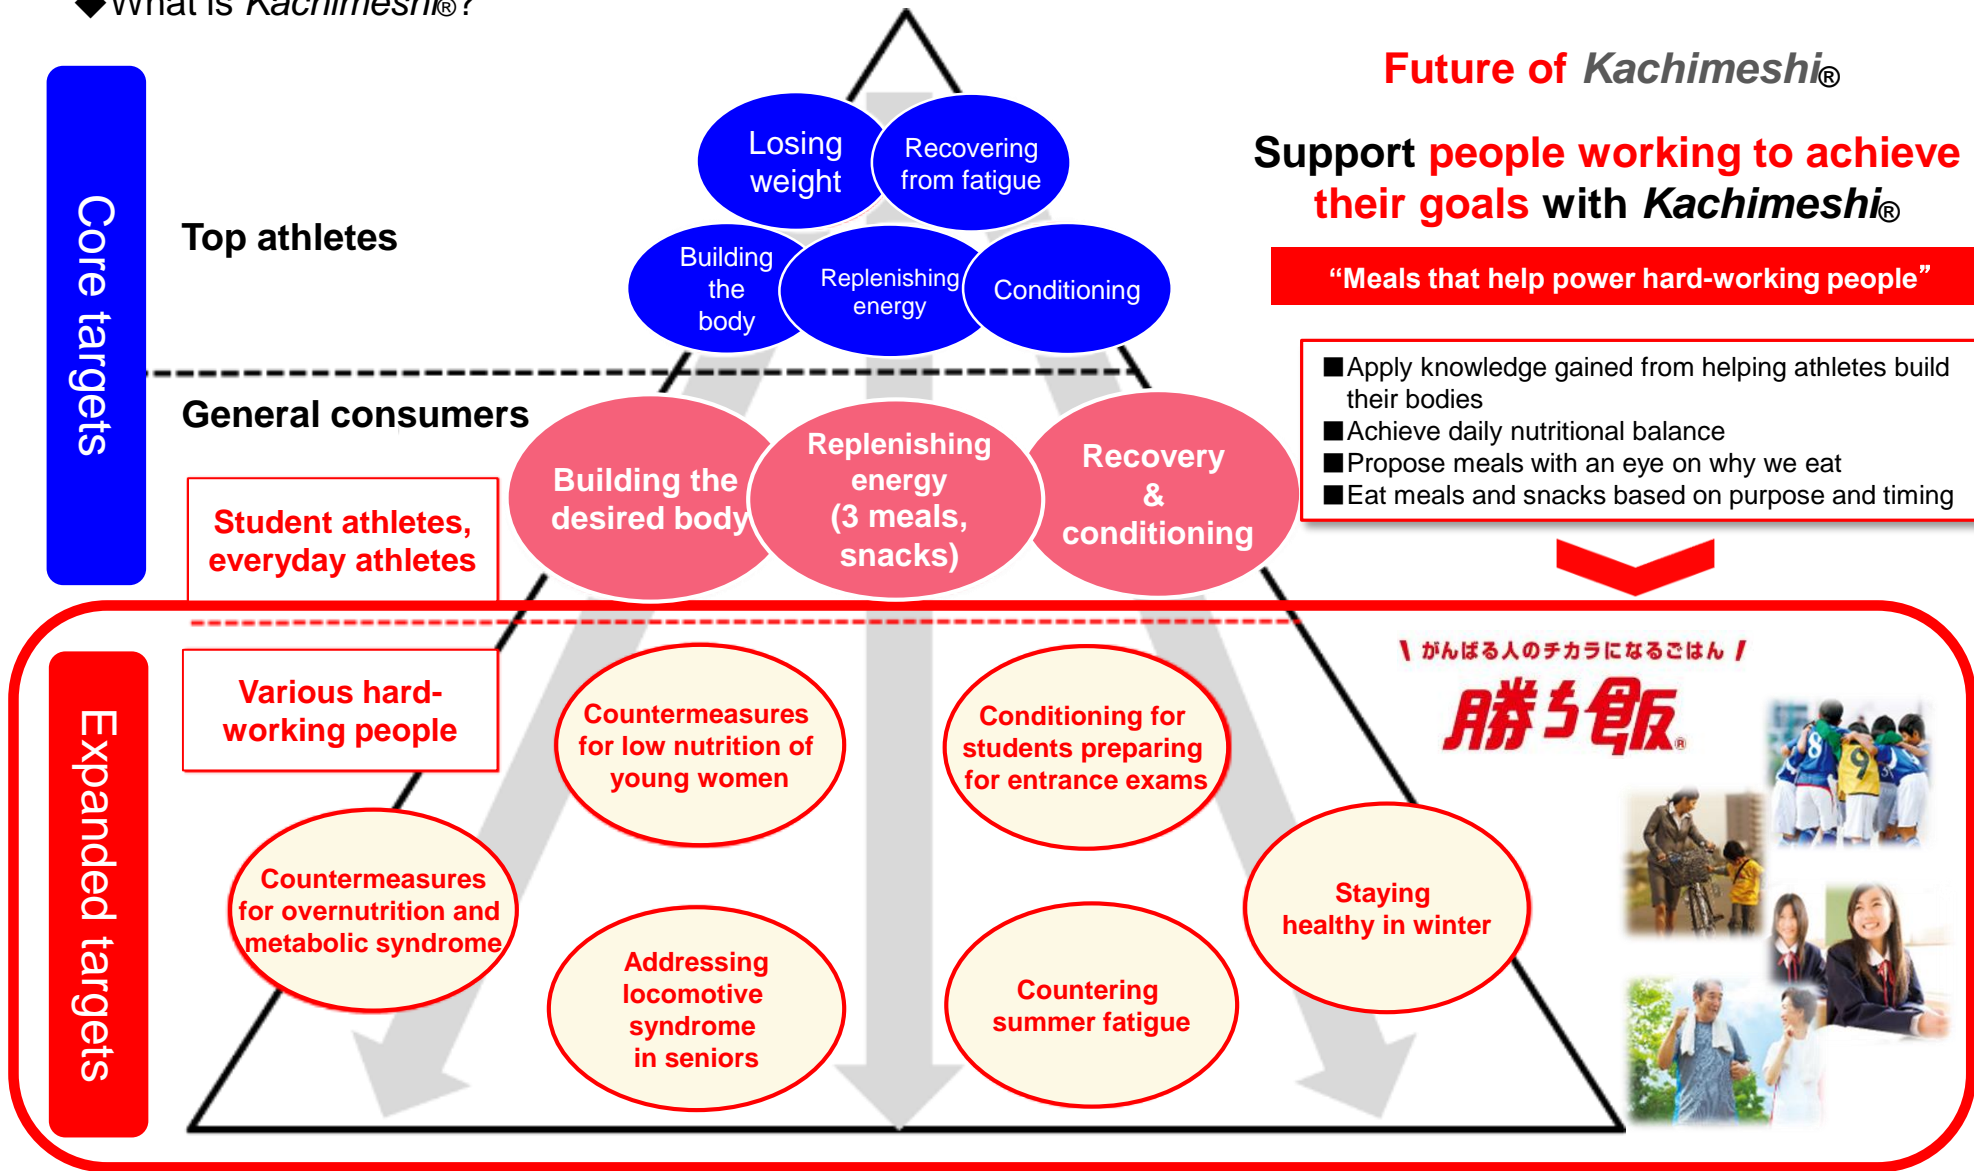 ◆What is Kachimeshi®?
Core targets
Top athletes
Losing
weight
Recovering
from fatigue
Building
the
body
Replenishing
energy
Conditioning
General consumers
Student athletes,
everyday athletes
Building the
desired body
Replenishing
energy
(3 meals,
snacks)
Recovery
&
conditioning
Future of Kachimeshi®
Support people working to achieve
their goals with Kachimeshi®
“Meals that help power hard-working people”
■Apply knowledge gained from helping athletes build
their bodies
■Achieve daily nutritional balance
■Propose meals with an eye on why we eat
■Eat meals and snacks based on purpose and timing
Expanded targets
Various hard-
working people
Countermeasures
for low nutrition of
young women
Conditioning for
students preparing
for entrance exams
Countermeasures
for overnutrition and
metabolic syndrome
Addressing
locomotive
syndrome
in seniors
Countering
summer fatigue
Staying
healthy in winter
がんばる人のチカラになるごはん
勝ち飯®
8
9